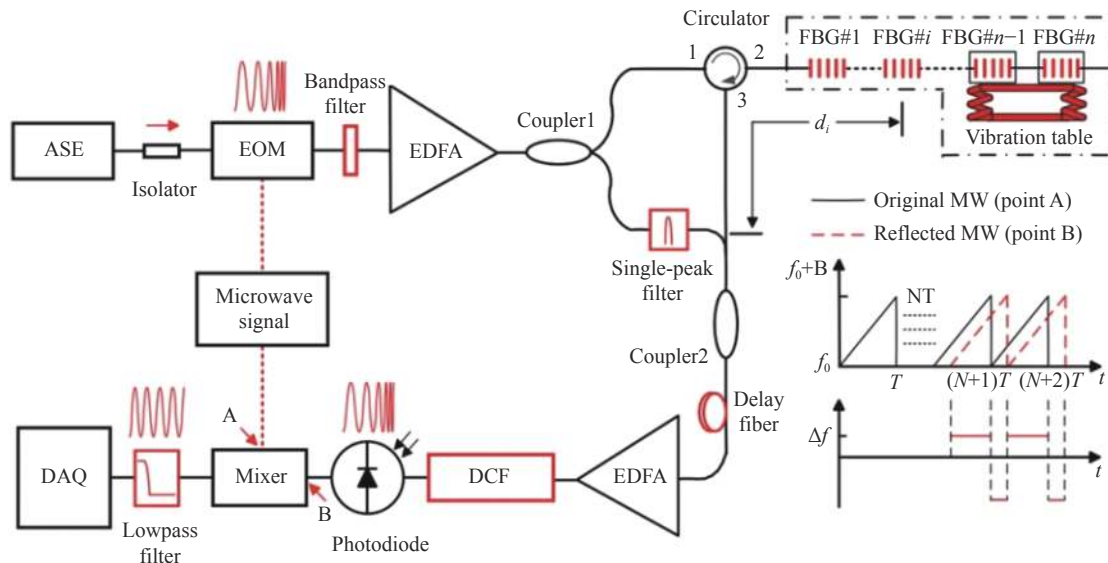 Circulator
1
2
3
FBG#1
FBG#i
FBG#n−1
FBG#n
Vibration table
d_i
Bandpass
filter
Coupler1
ASE
Isolator
EOM
EDFA
Single-peak
filter
Microwave
signal
Coupler2
Delay
fiber
Original MW (point A)
Reflected MW (point B)
f₀+B
NT
f₀
T
(N+1)T
(N+2)T
t
Δf
t
A
DAQ
Lowpass
filter
Mixer
B
Photodiode
DCF
EDFA